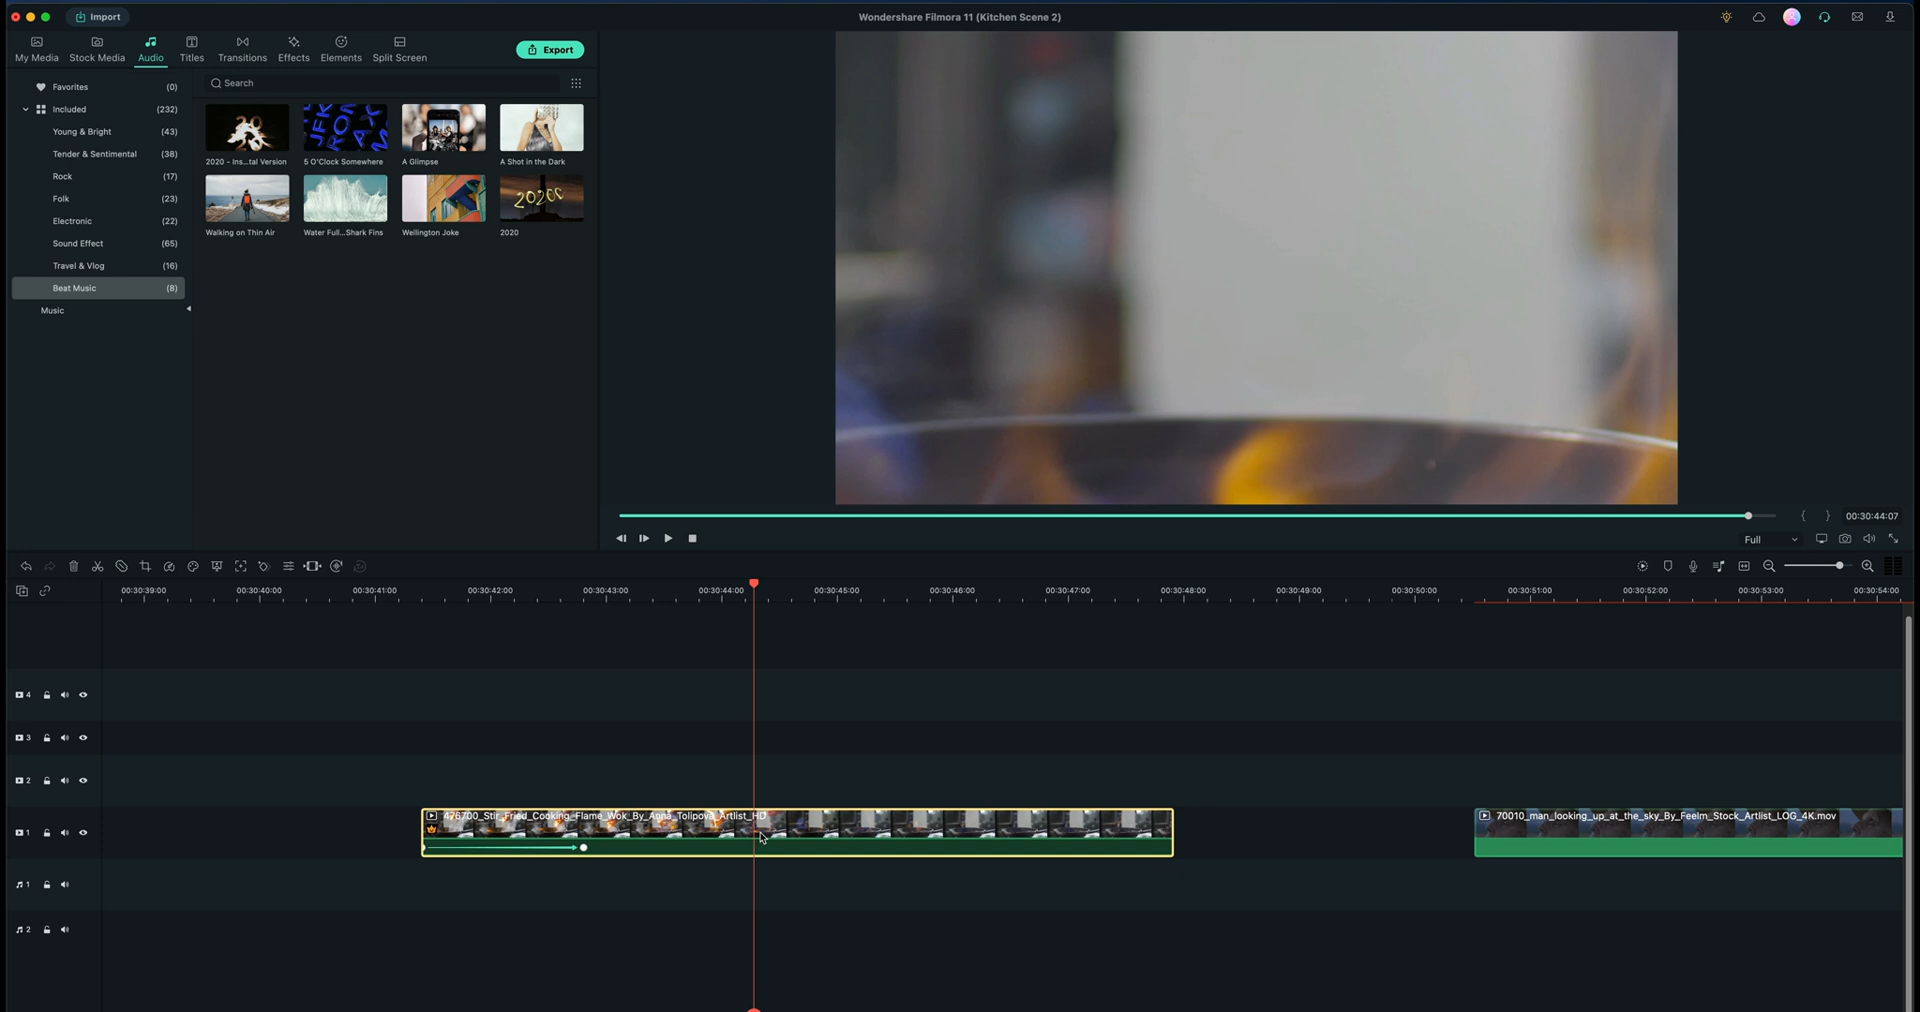 Import
Wondershare Filmora 11 (Kitchen Scene 2)
My Media
Stock Media
Audio
Titles
Transitions
Effects
Elements
Split Screen
Export
Favorites (0)
Included (232)
Young & Bright (43)
Tender & Sentimental (38)
Rock (17)
Folk (23)
Electronic (22)
Sound Effect (65)
Travel & Vlog (16)
Beat Music (8)
Music
Search
2020 - Ins...tal Version
5 O'Clock Somewhere
A Glimpse
A Shot in the Dark
Walking on Thin Air
Water Full...Shark Fins
Wellington Joke
2020
{ } 00:30:44:07
Full
00:30:39:00 00:30:40:00 00:30:41:00 00:30:42:00 00:30:43:00 00:30:44:00 00:30:45:00 00:30:46:00 00:30:47:00 00:30:48:00 00:30:49:00 00:30:50:00 00:30:51:00 00:30:52:00 00:30:53:00 00:30:54:00
4
3
2
1
476700_Stir_Fried_Cooking_Flame_Wok_By_Anna_Tolipova_Artlist_HD
70010_man_looking_up_at_the_sky_By_Feelm_Stock_Artlist_LOG_4K.mov
1
2